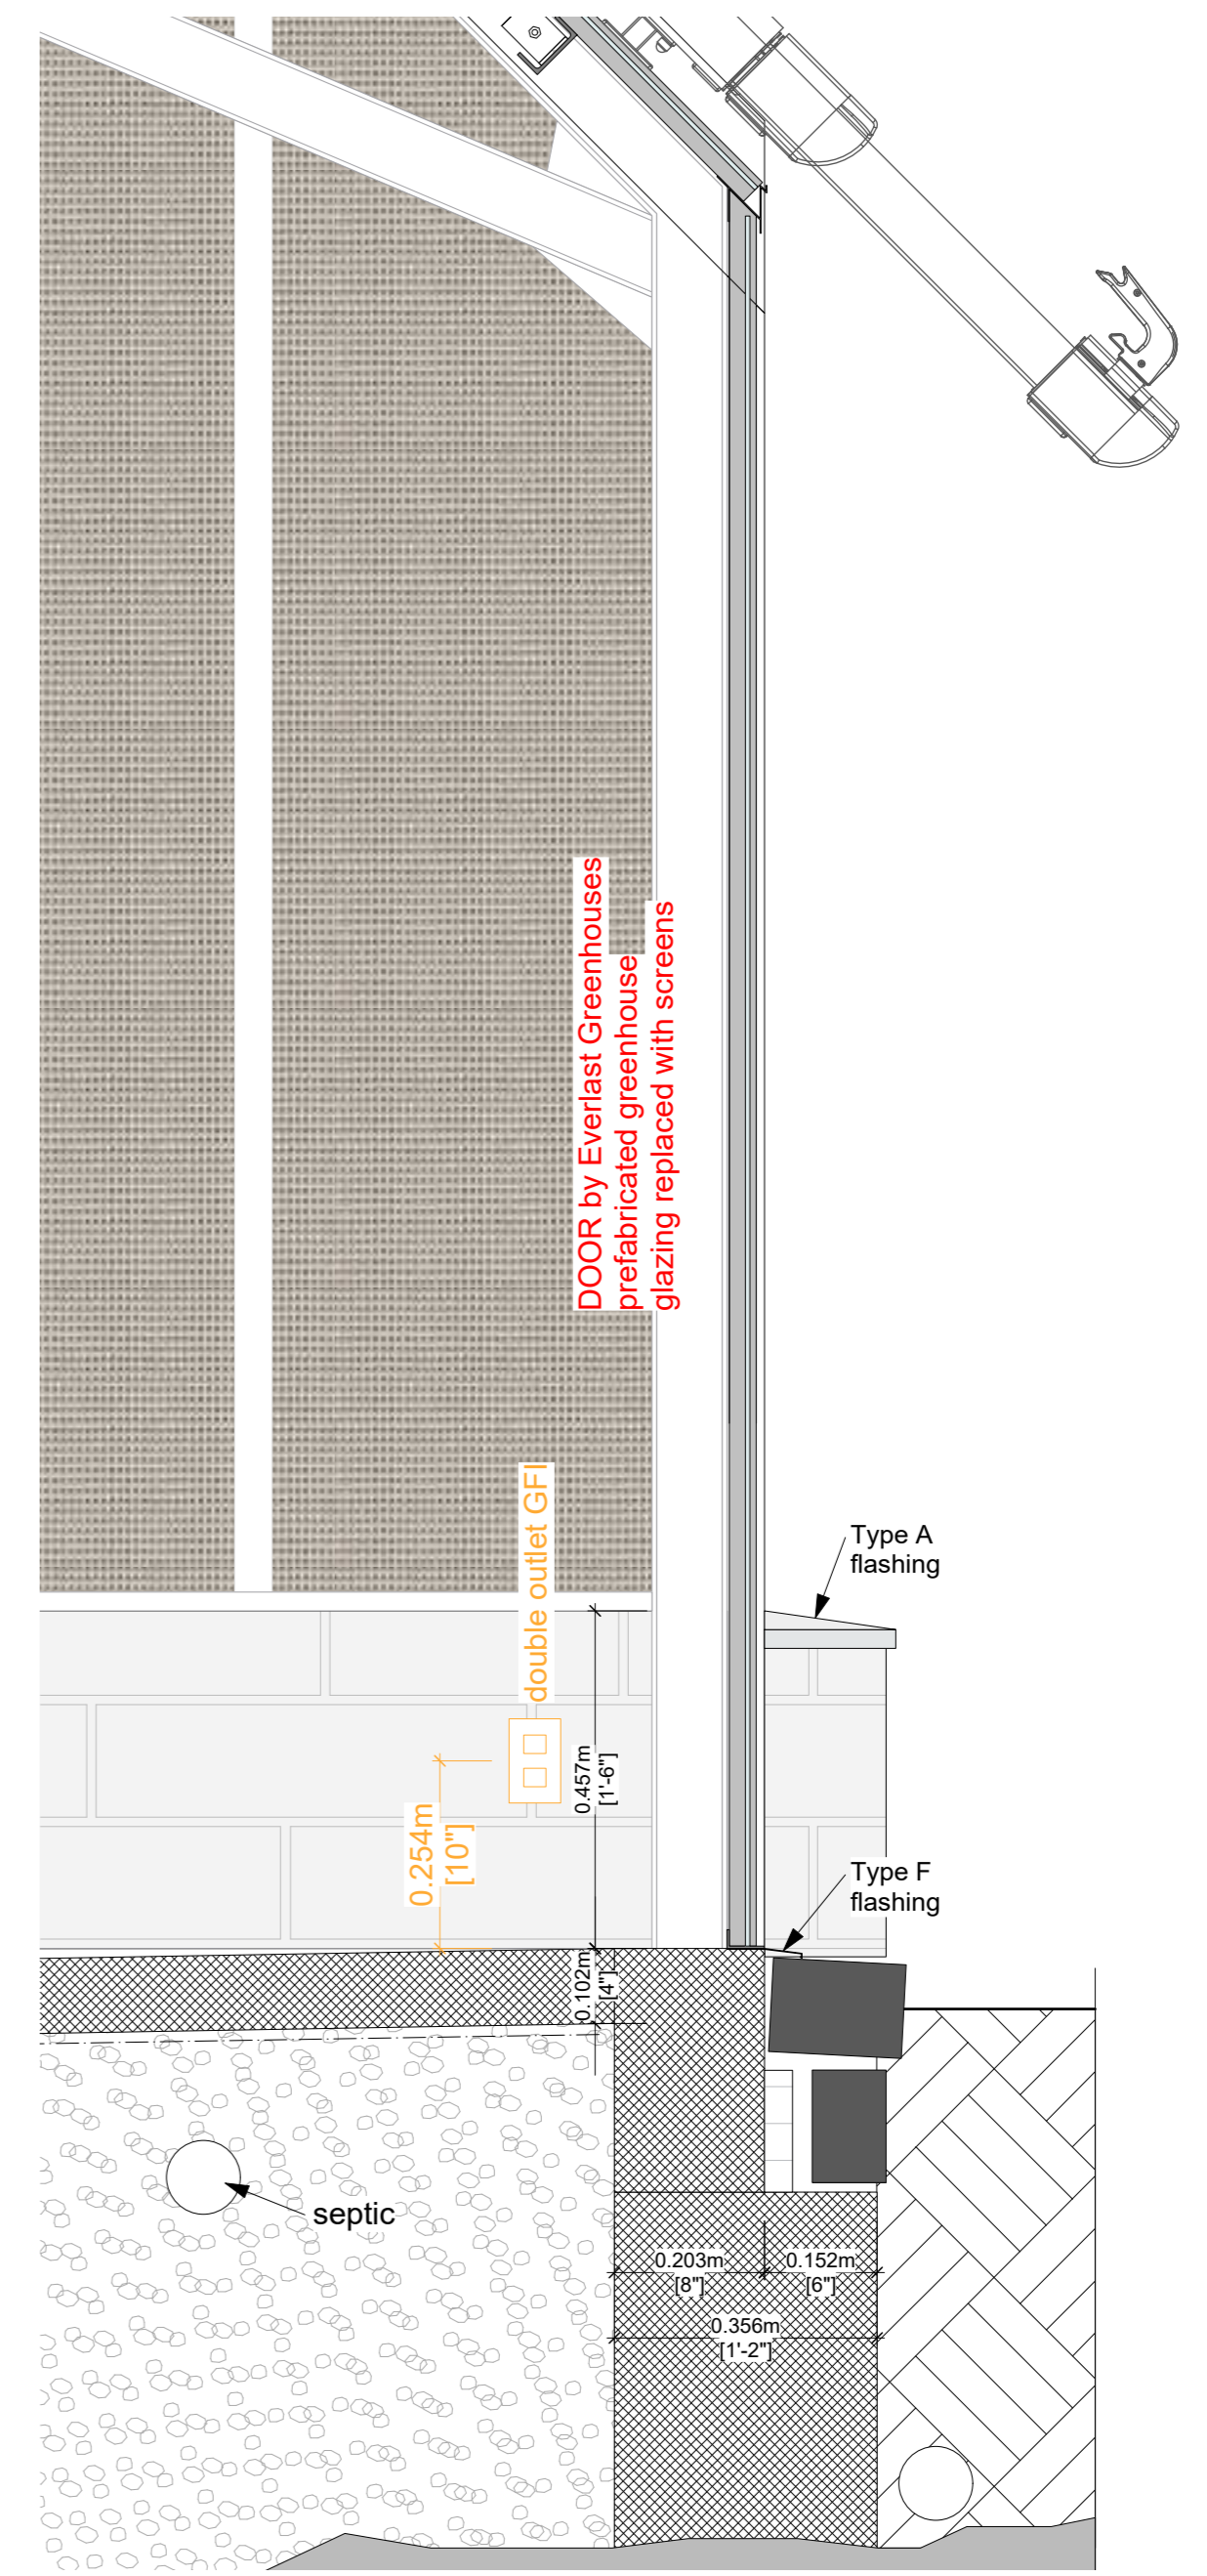 DOOR by Everlast Greenhouses
prefabricated greenhouse
glazing replaced with screens
double outlet GFI
Type A
flashing
0.457m
[1'-6"]
0.254m
[10"]
Type F
flashing
0.102m
[4"]
septic
0.203m
[8"]
0.152m
[6"]
0.356m
[1'-2"]